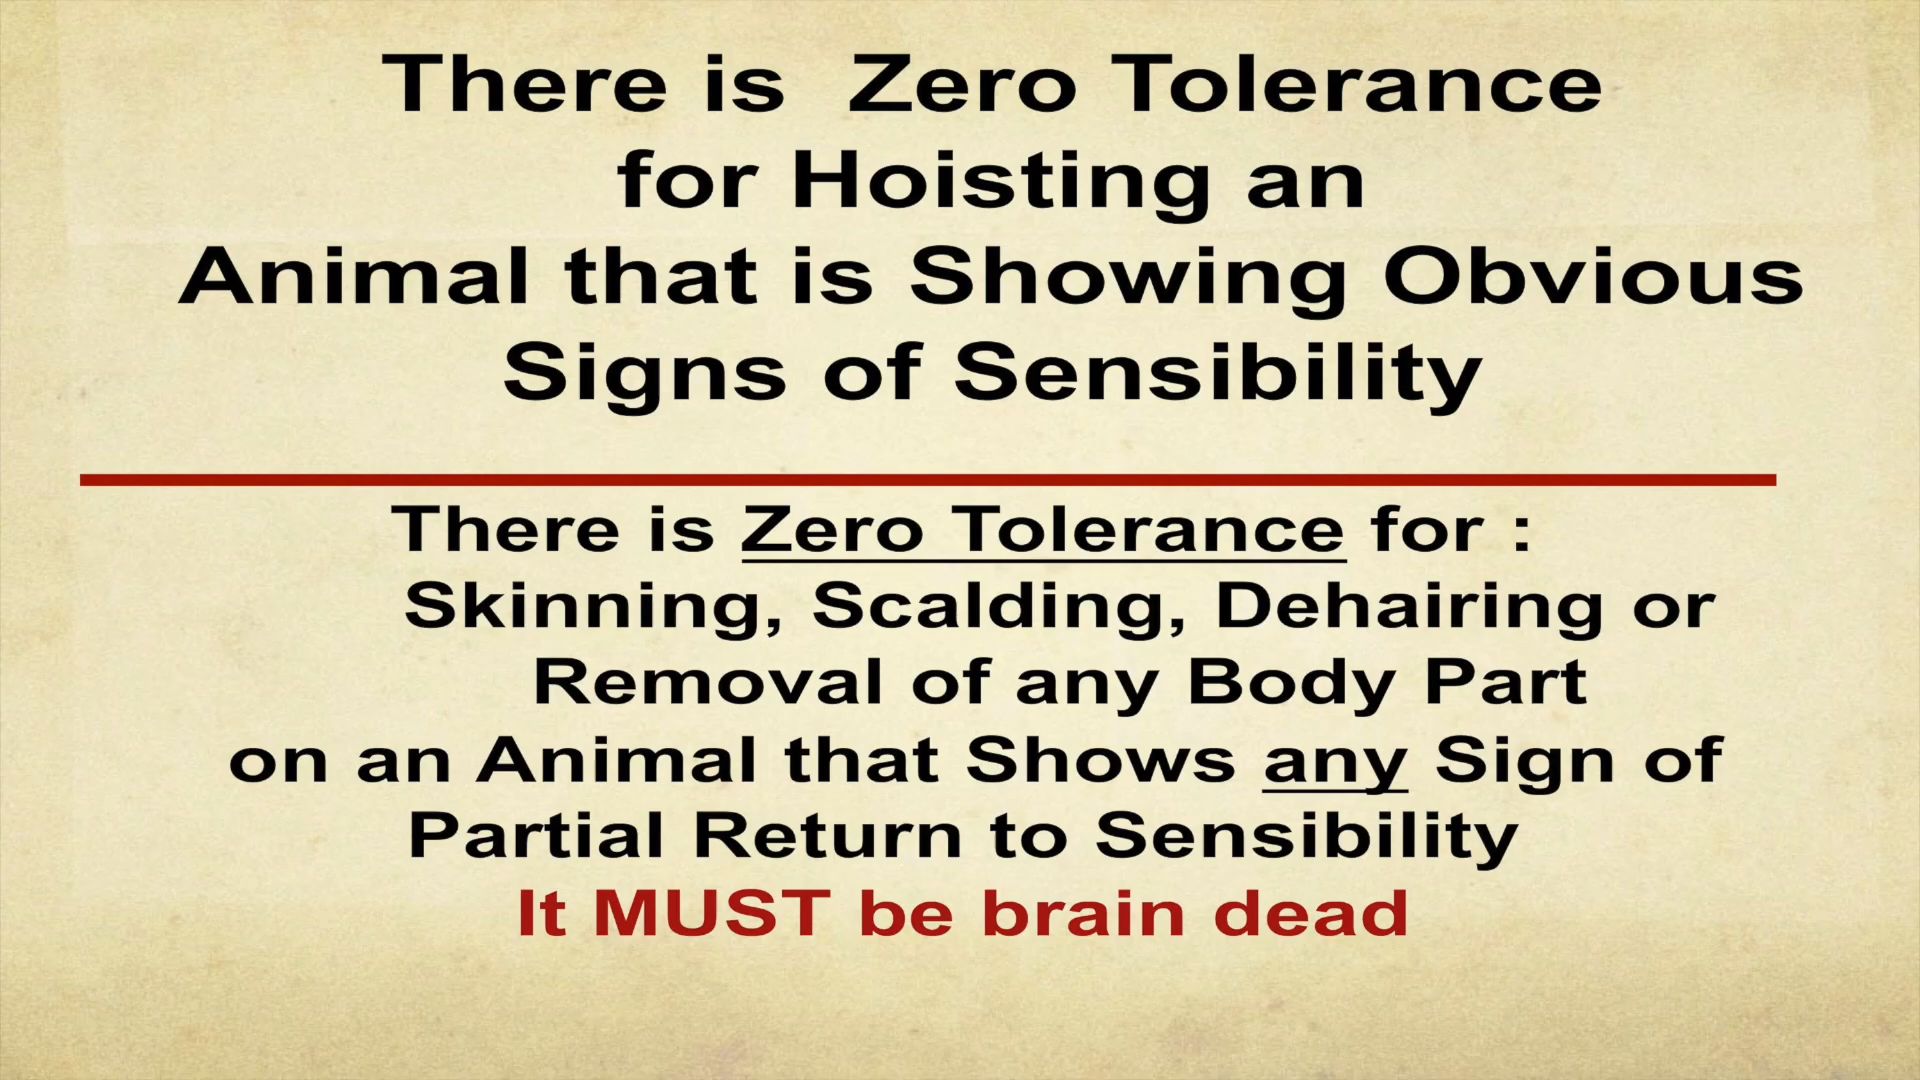 There is  Zero Tolerance
for Hoisting an
Animal that is Showing Obvious
Signs of Sensibility
There is Zero Tolerance for :
Skinning, Scalding, Dehairing or
Removal of any Body Part
on an Animal that Shows any Sign of
Partial Return to Sensibility
It MUST be brain dead